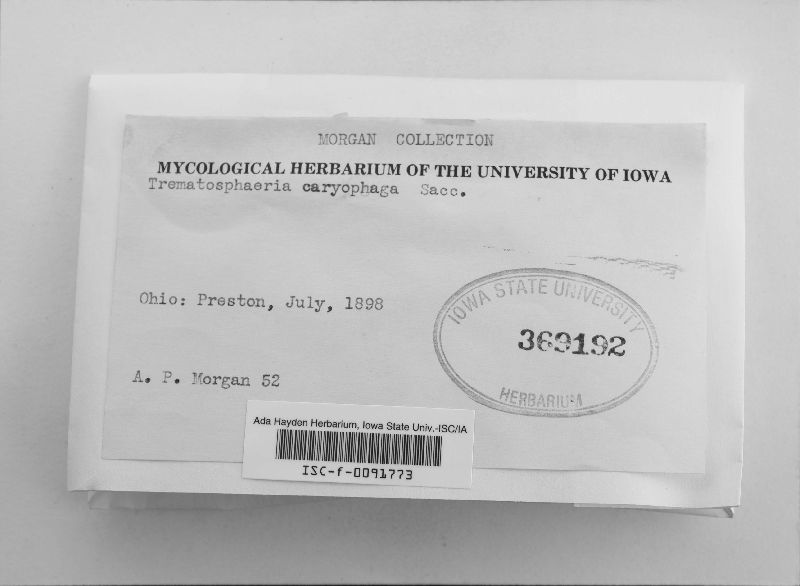 MORGAN COLLECTION
MYCOLOGICAL HERBARIUM OF THE UNIVERSITY OF IOWA
Trematosphaeria caryophaga Sacc.
Ohio: Preston, July, 1898
IOWA STATE UNIVERSITY
369192
HERBARIUM
A. P. Morgan 52
Ada Hayden Herbarium, Iowa State Univ.-ISC/IA
ISC-f-0091773